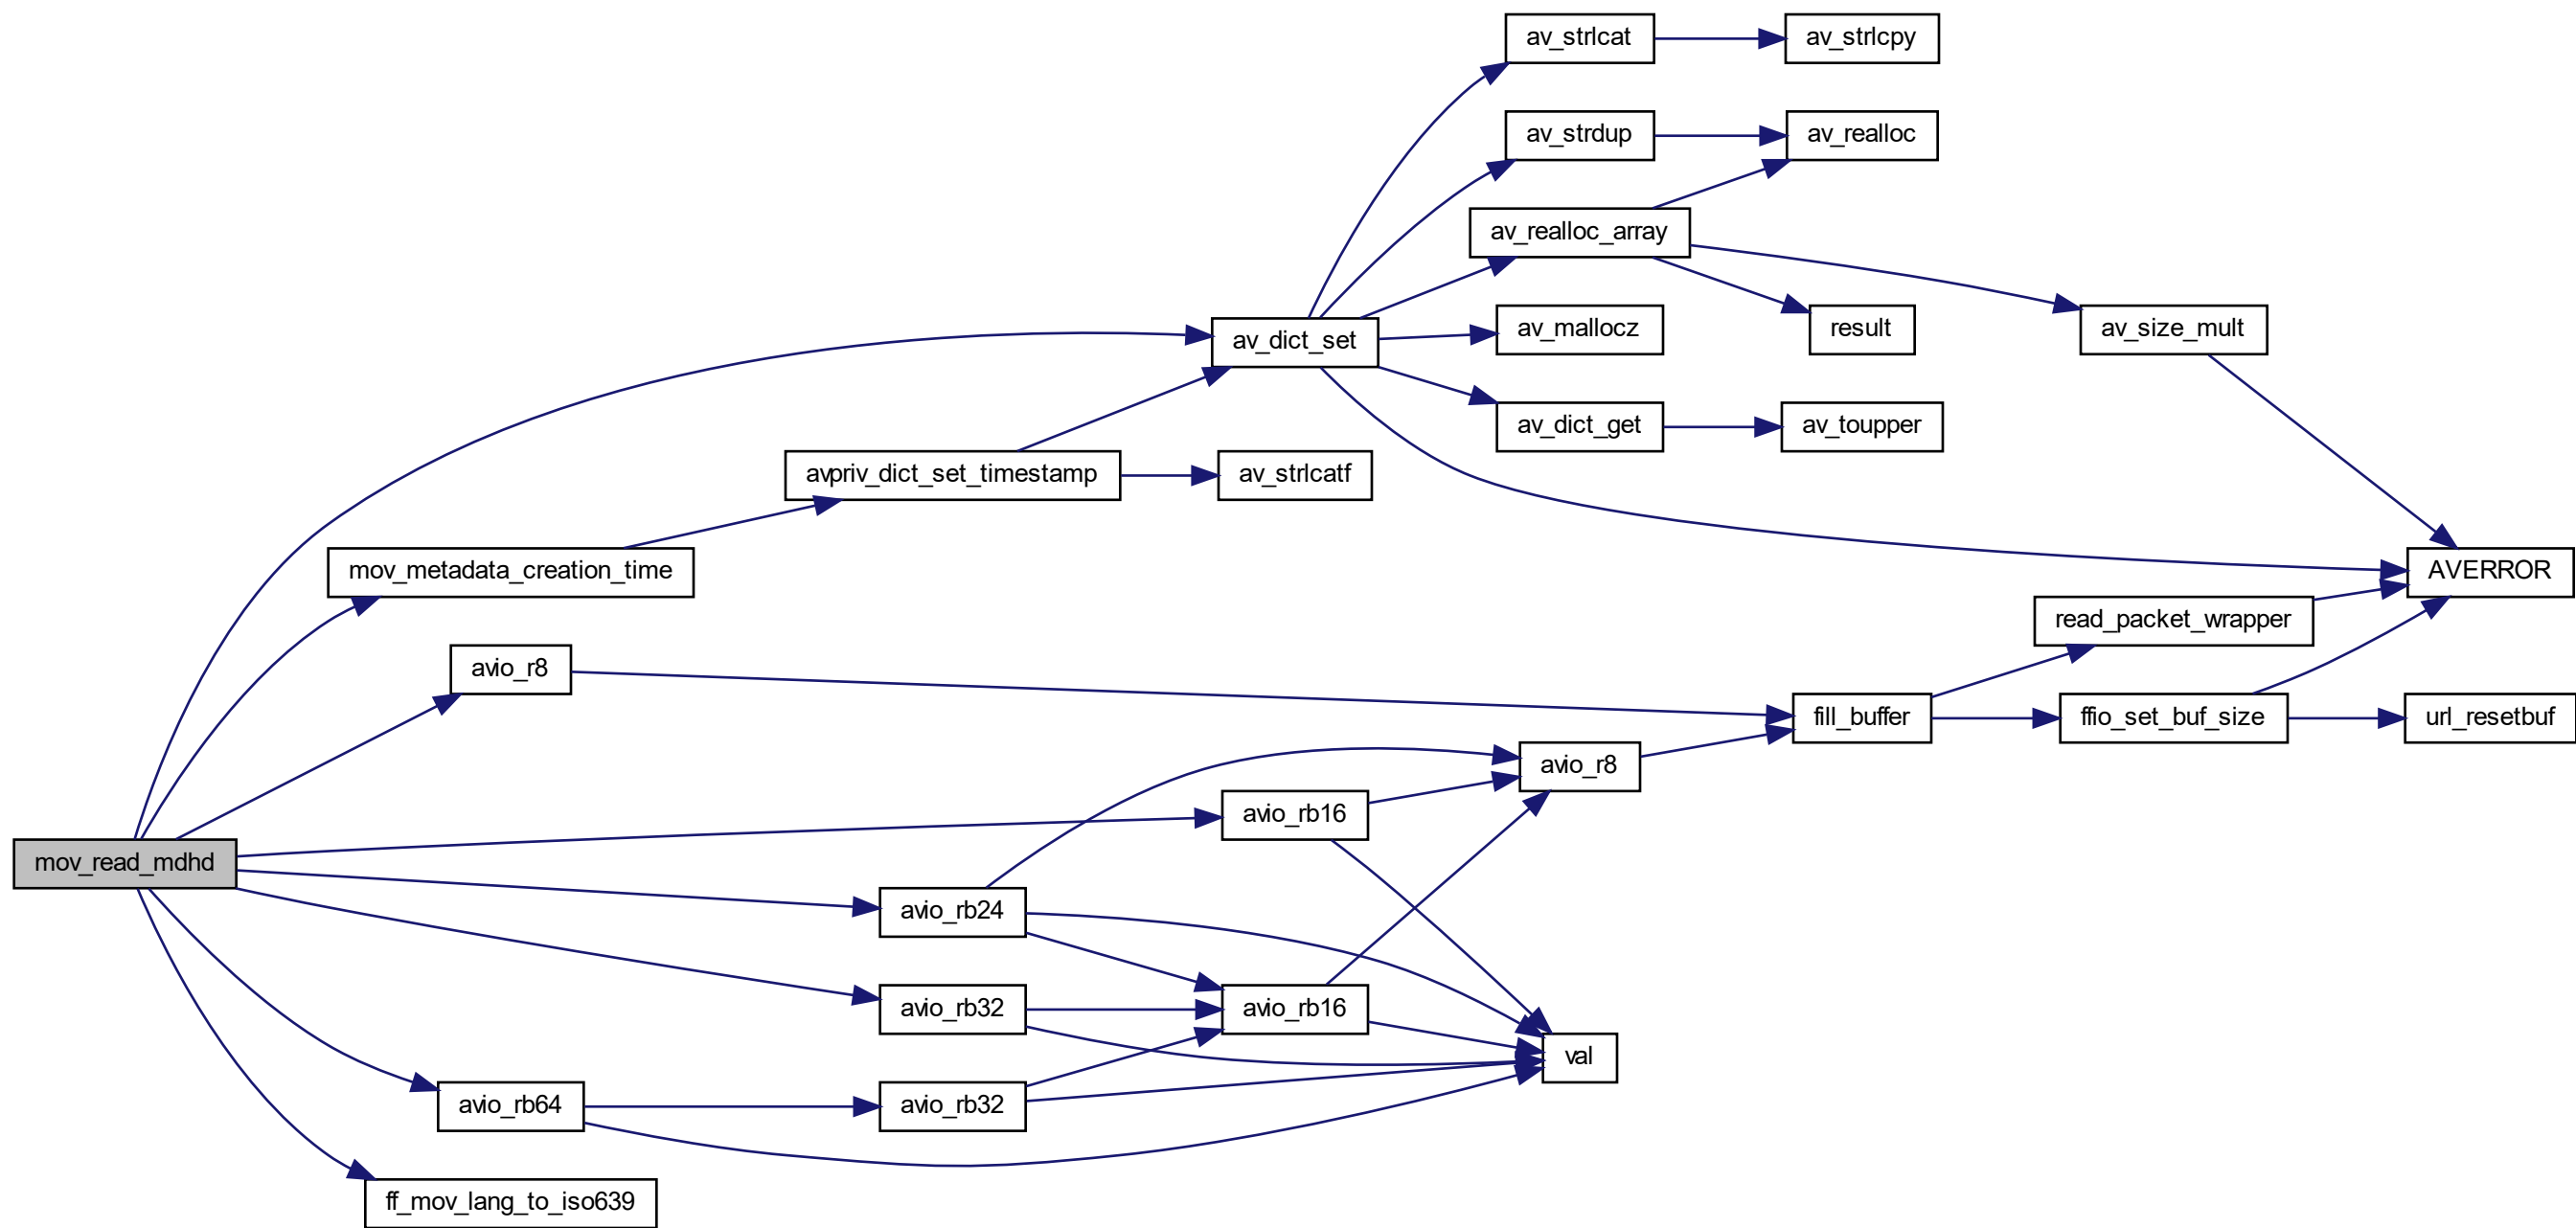 av_strlcat
av_strlcpy
av_strdup
av_realloc
av_realloc_array
av_mallocz
result
av_size_mult
av_dict_set
av_dict_get
av_toupper
avpriv_dict_set_timestamp
av_strlcatf
mov_metadata_creation_time
AVERROR
read_packet_wrapper
avio_r8
fill_buffer
ffio_set_buf_size
url_resetbuf
avio_r8
avio_rb16
mov_read_mdhd
avio_rb24
avio_rb32
avio_rb16
val
avio_rb64
avio_rb32
ff_mov_lang_to_iso639